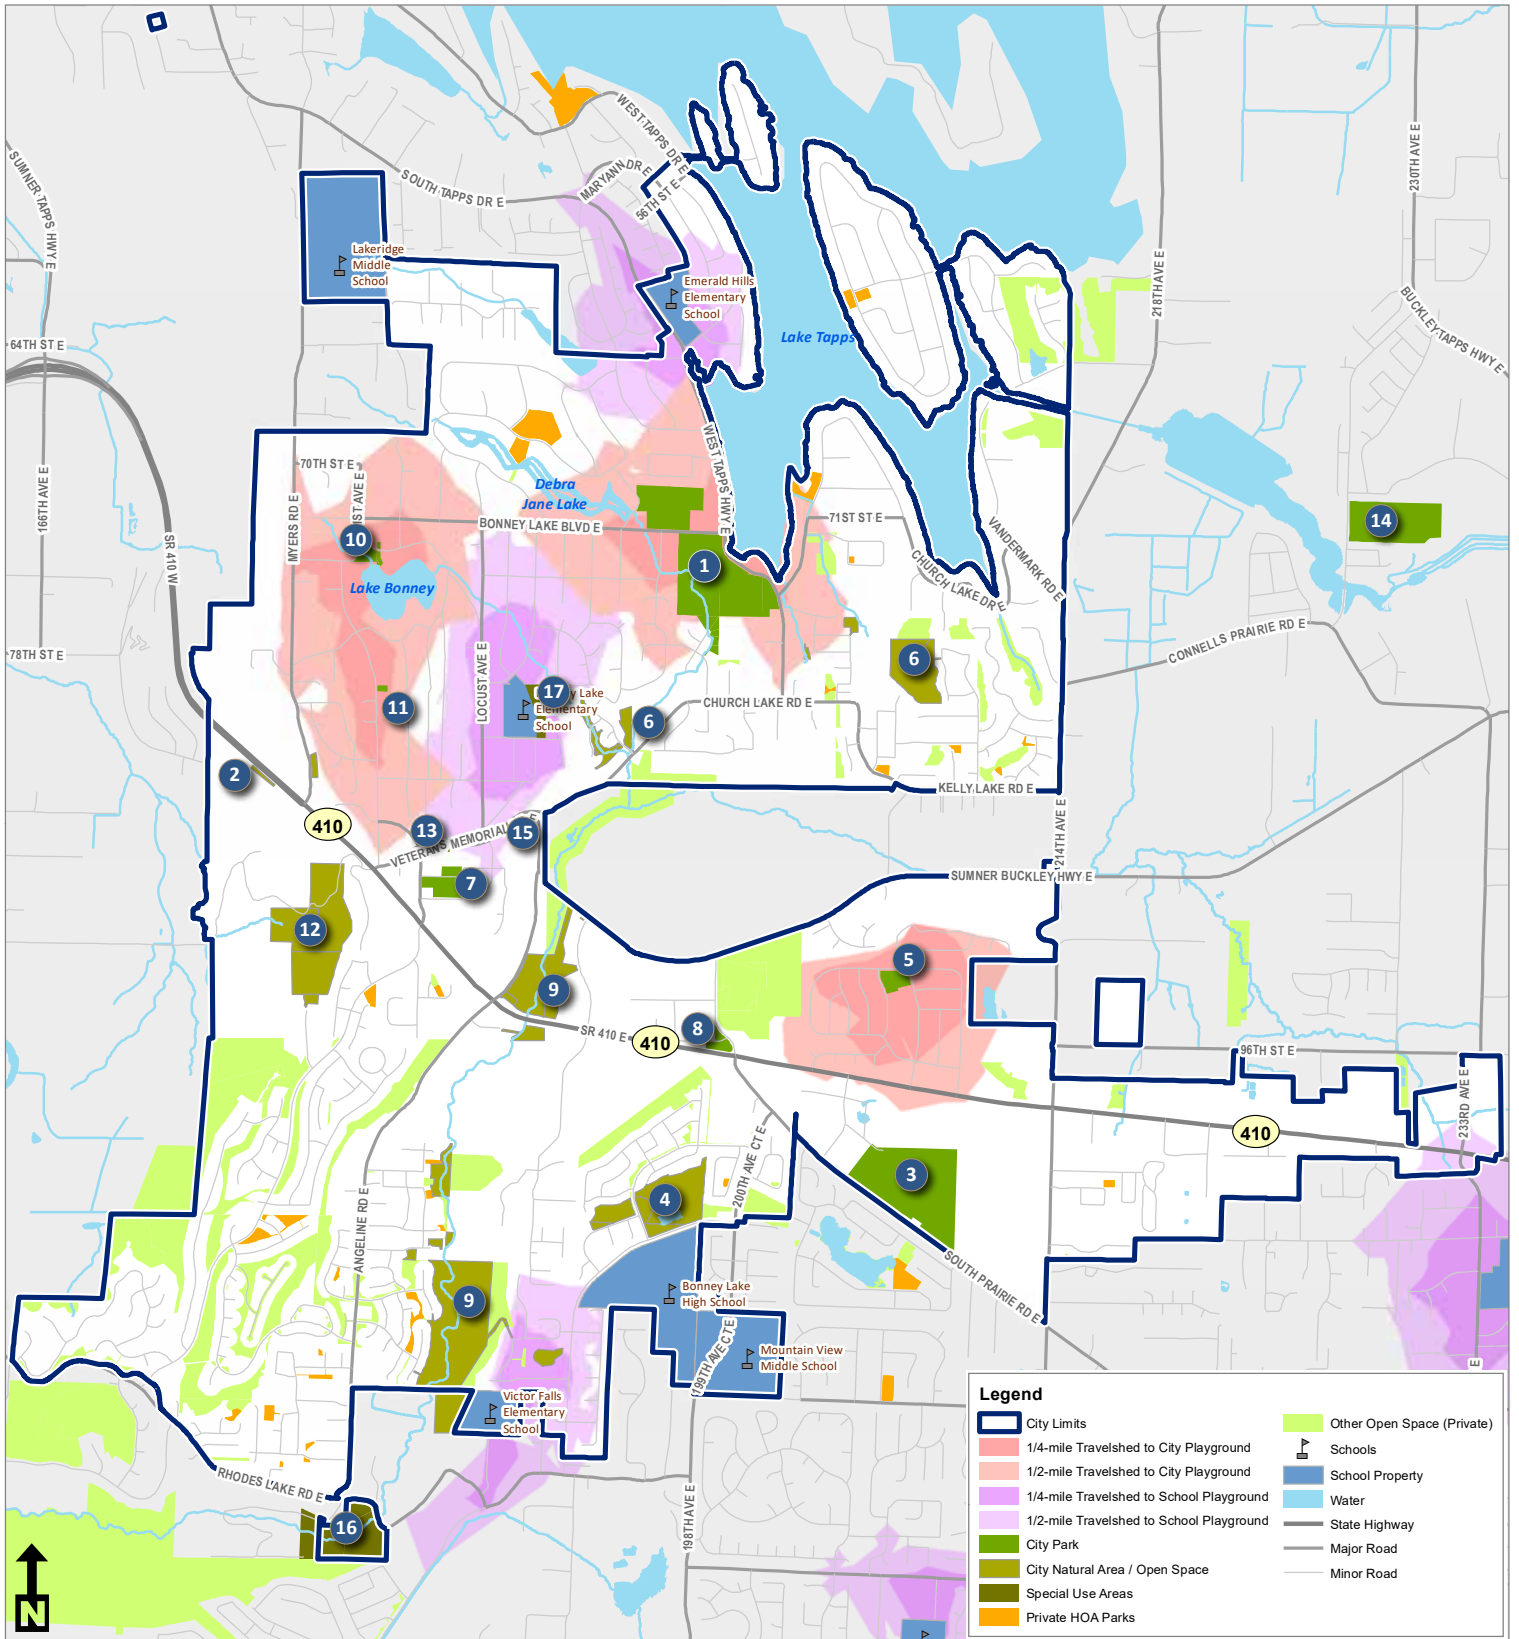 WEST TAPPS DR E
SUMNER TAPPS HWY E
SOUTH TAPPS DR E
MARYANN DR E
56TH ST E
230TH AVE E
218TH AVE E
BUCKLEY TAPPS HWY E
Lakeridge
Middle
School
Emerald Hills
Elementary
School
Lake Tapps
64TH ST E
166TH AVE E
SR 410 W
70TH ST E
MYERS RD E
Debra
Jane Lake
BONNEY LAKE BLVD E
WEST TAPPS HWY E
71ST ST E
VANDERMARK RD E
CHURCH LAKE DR E
14
10
1
Lake Bonney
CONNELLS PRAIRIE RD E
78TH ST E
LOCUST AVE E
6
17
Lake
Elementary
School
11
6
CHURCH LAKE RD E
2
KELLY LAKE RD E
410
13
15
VETERANS MEMORIAL
214TH AVE E
7
SUMNER BUCKLEY HWY E
12
5
9
8
SR 410 E
410
96TH ST E
233RD AVE E
410
3
4
200TH AVE CT E
ANGELINE RD E
SOUTH PRAIRIE RD E
9
Bonney Lake
High School
199TH AVE CT E
Mountain View
Middle School
Victor Falls
Elementary
School
RHODES LAKE RD E
16
198TH AVE E
E
N
Legend
City Limits
1/4-mile Travelshed to City Playground
1/2-mile Travelshed to City Playground
1/4-mile Travelshed to School Playground
1/2-mile Travelshed to School Playground
City Park
City Natural Area / Open Space
Special Use Areas
Private HOA Parks
Other Open Space (Private)
Schools
School Property
Water
State Highway
Major Road
Minor Road